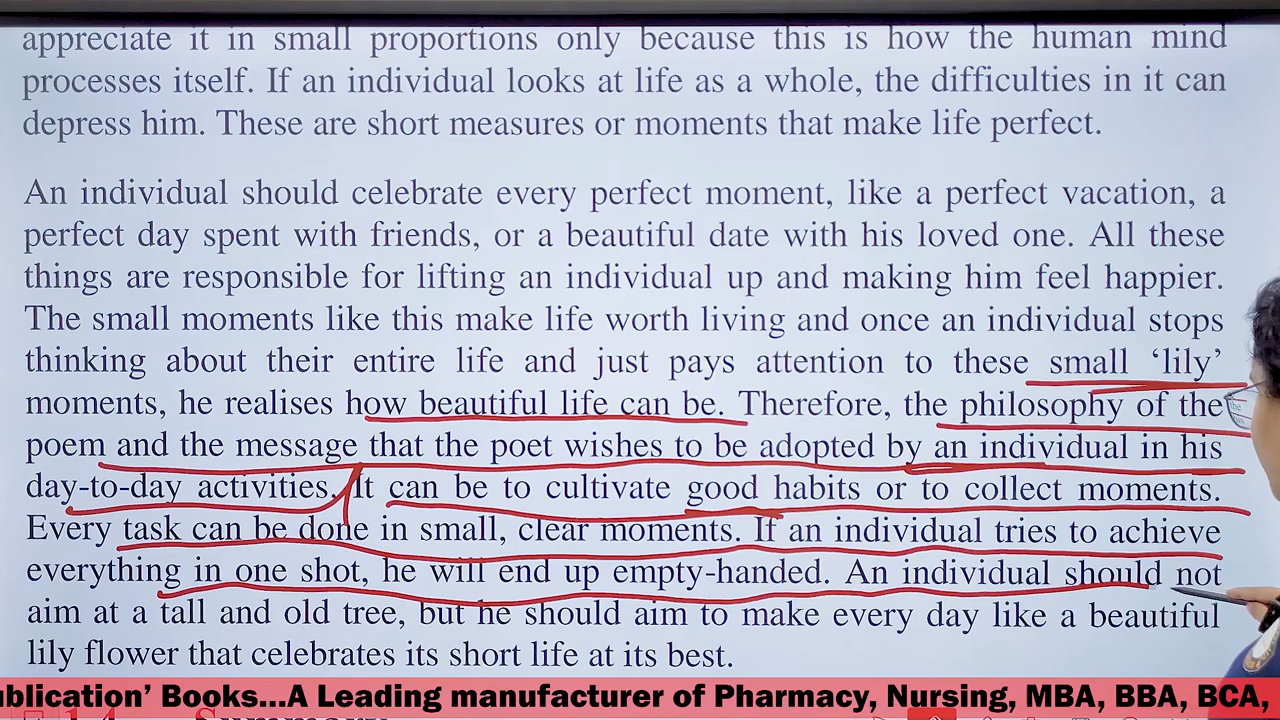 appreciate it in small proportions only because this is how the human mind
processes itself. If an individual looks at life as a whole, the difficulties in it can
depress him. These are short measures or moments that make life perfect.
An individual should celebrate every perfect moment, like a perfect vacation, a
perfect day spent with friends, or a beautiful date with his loved one. All these
things are responsible for lifting an individual up and making him feel happier.
The small moments like this make life worth living and once an individual stops
thinking about their entire life and just pays attention to these small ‘lily’
moments, he realises how beautiful life can be. Therefore, the philosophy of the
poem and the message that the poet wishes to be adopted by an individual in his
day-to-day activities. It can be to cultivate good habits or to collect moments.
Every task can be done in small, clear moments. If an individual tries to achieve
everything in one shot, he will end up empty-handed. An individual should not
aim at a tall and old tree, but he should aim to make every day like a beautiful
lily flower that celebrates its short life at its best.
ublication’ Books...A Leading manufacturer of Pharmacy, Nursing, MBA, BBA, BCA,